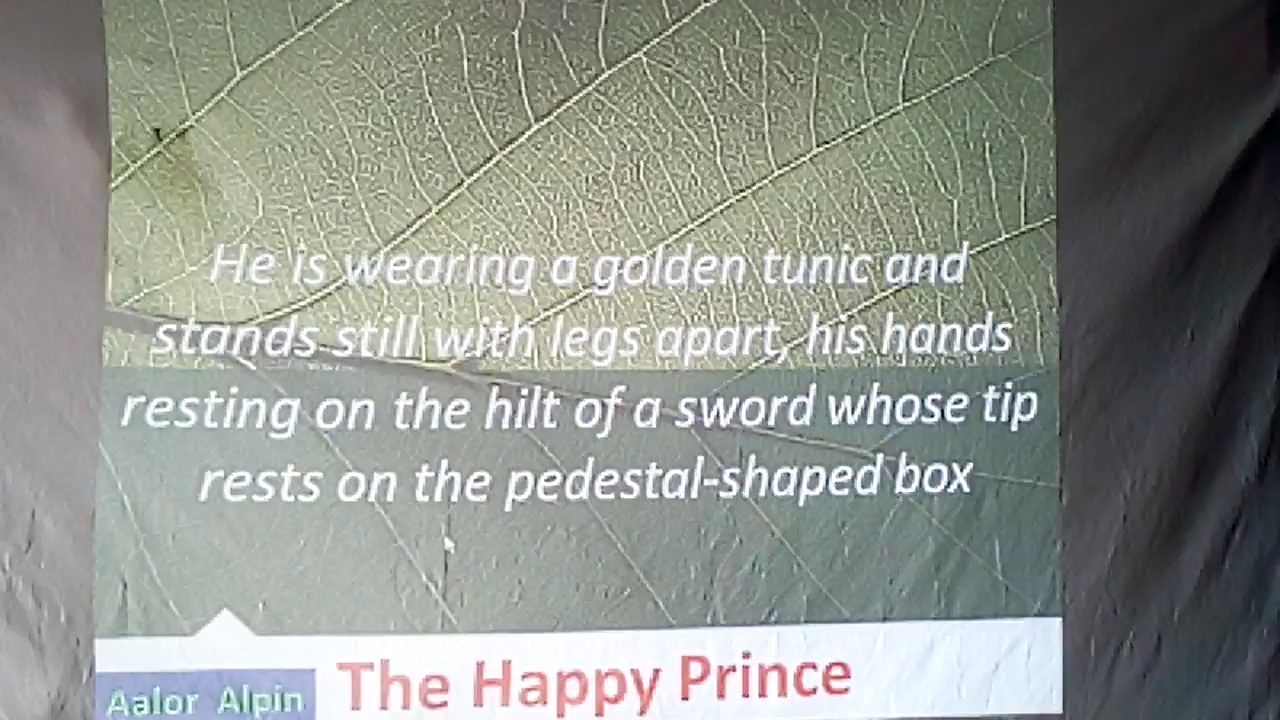 He is wearing a golden tunic and
stands still with legs apart, his hands
resting on the hilt of a sword whose tip
rests on the pedestal-shaped box
The Happy Prince
Aalor Alpin